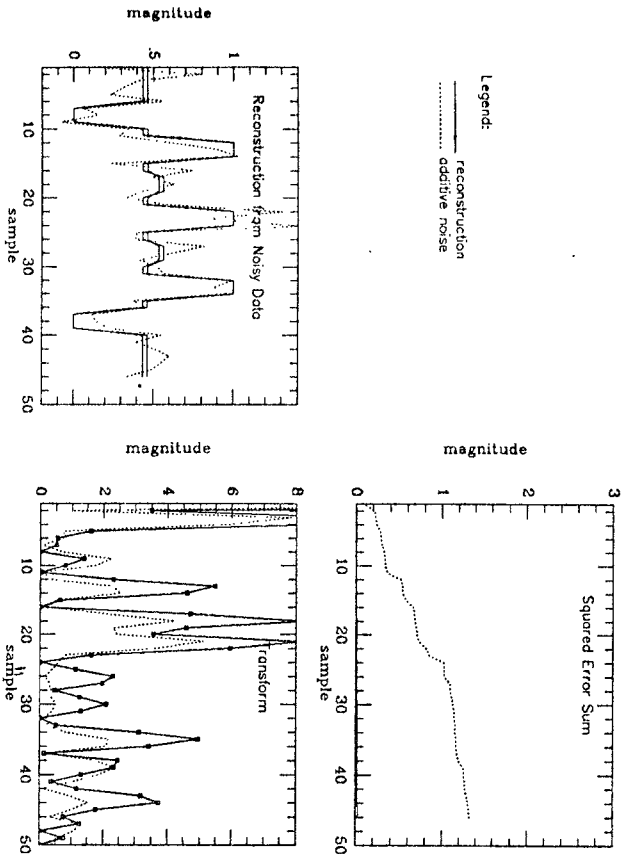 Legend:
reconstruction
additive noise
Reconstruction from Noisy Data
magnitude
0 .5 1
10 20 30 40 50
sample
Squared Error Sum
magnitude
0 1 2 3
10 20 30 40 50
sample
Transform
magnitude
0 2 4 6 8
10 20 30 40 50
sample